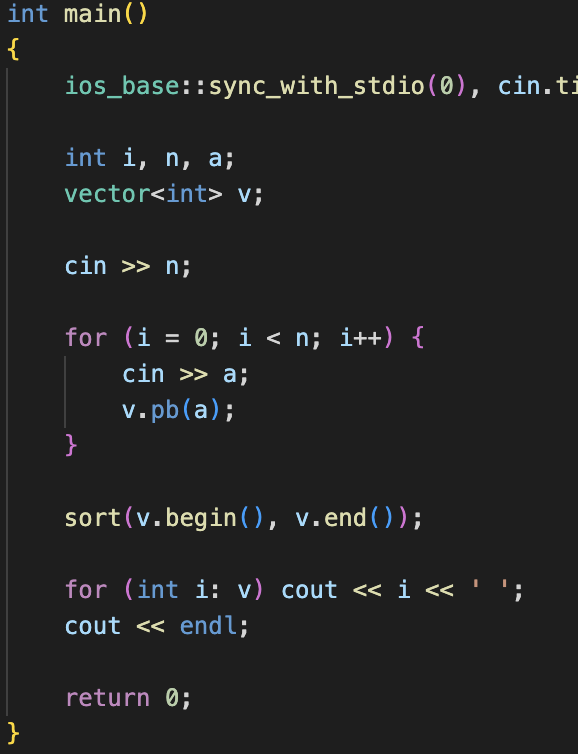 int main()
{
    ios_base::sync_with_stdio(0), cin.ti
    int i, n, a;
    vector<int> v;
    cin >> n;
    for (i = 0; i < n; i++) {
        cin >> a;
        v.pb(a);
    }
    sort(v.begin(), v.end());
    for (int i: v) cout << i << ' ';
    cout << endl;
    return 0;
}